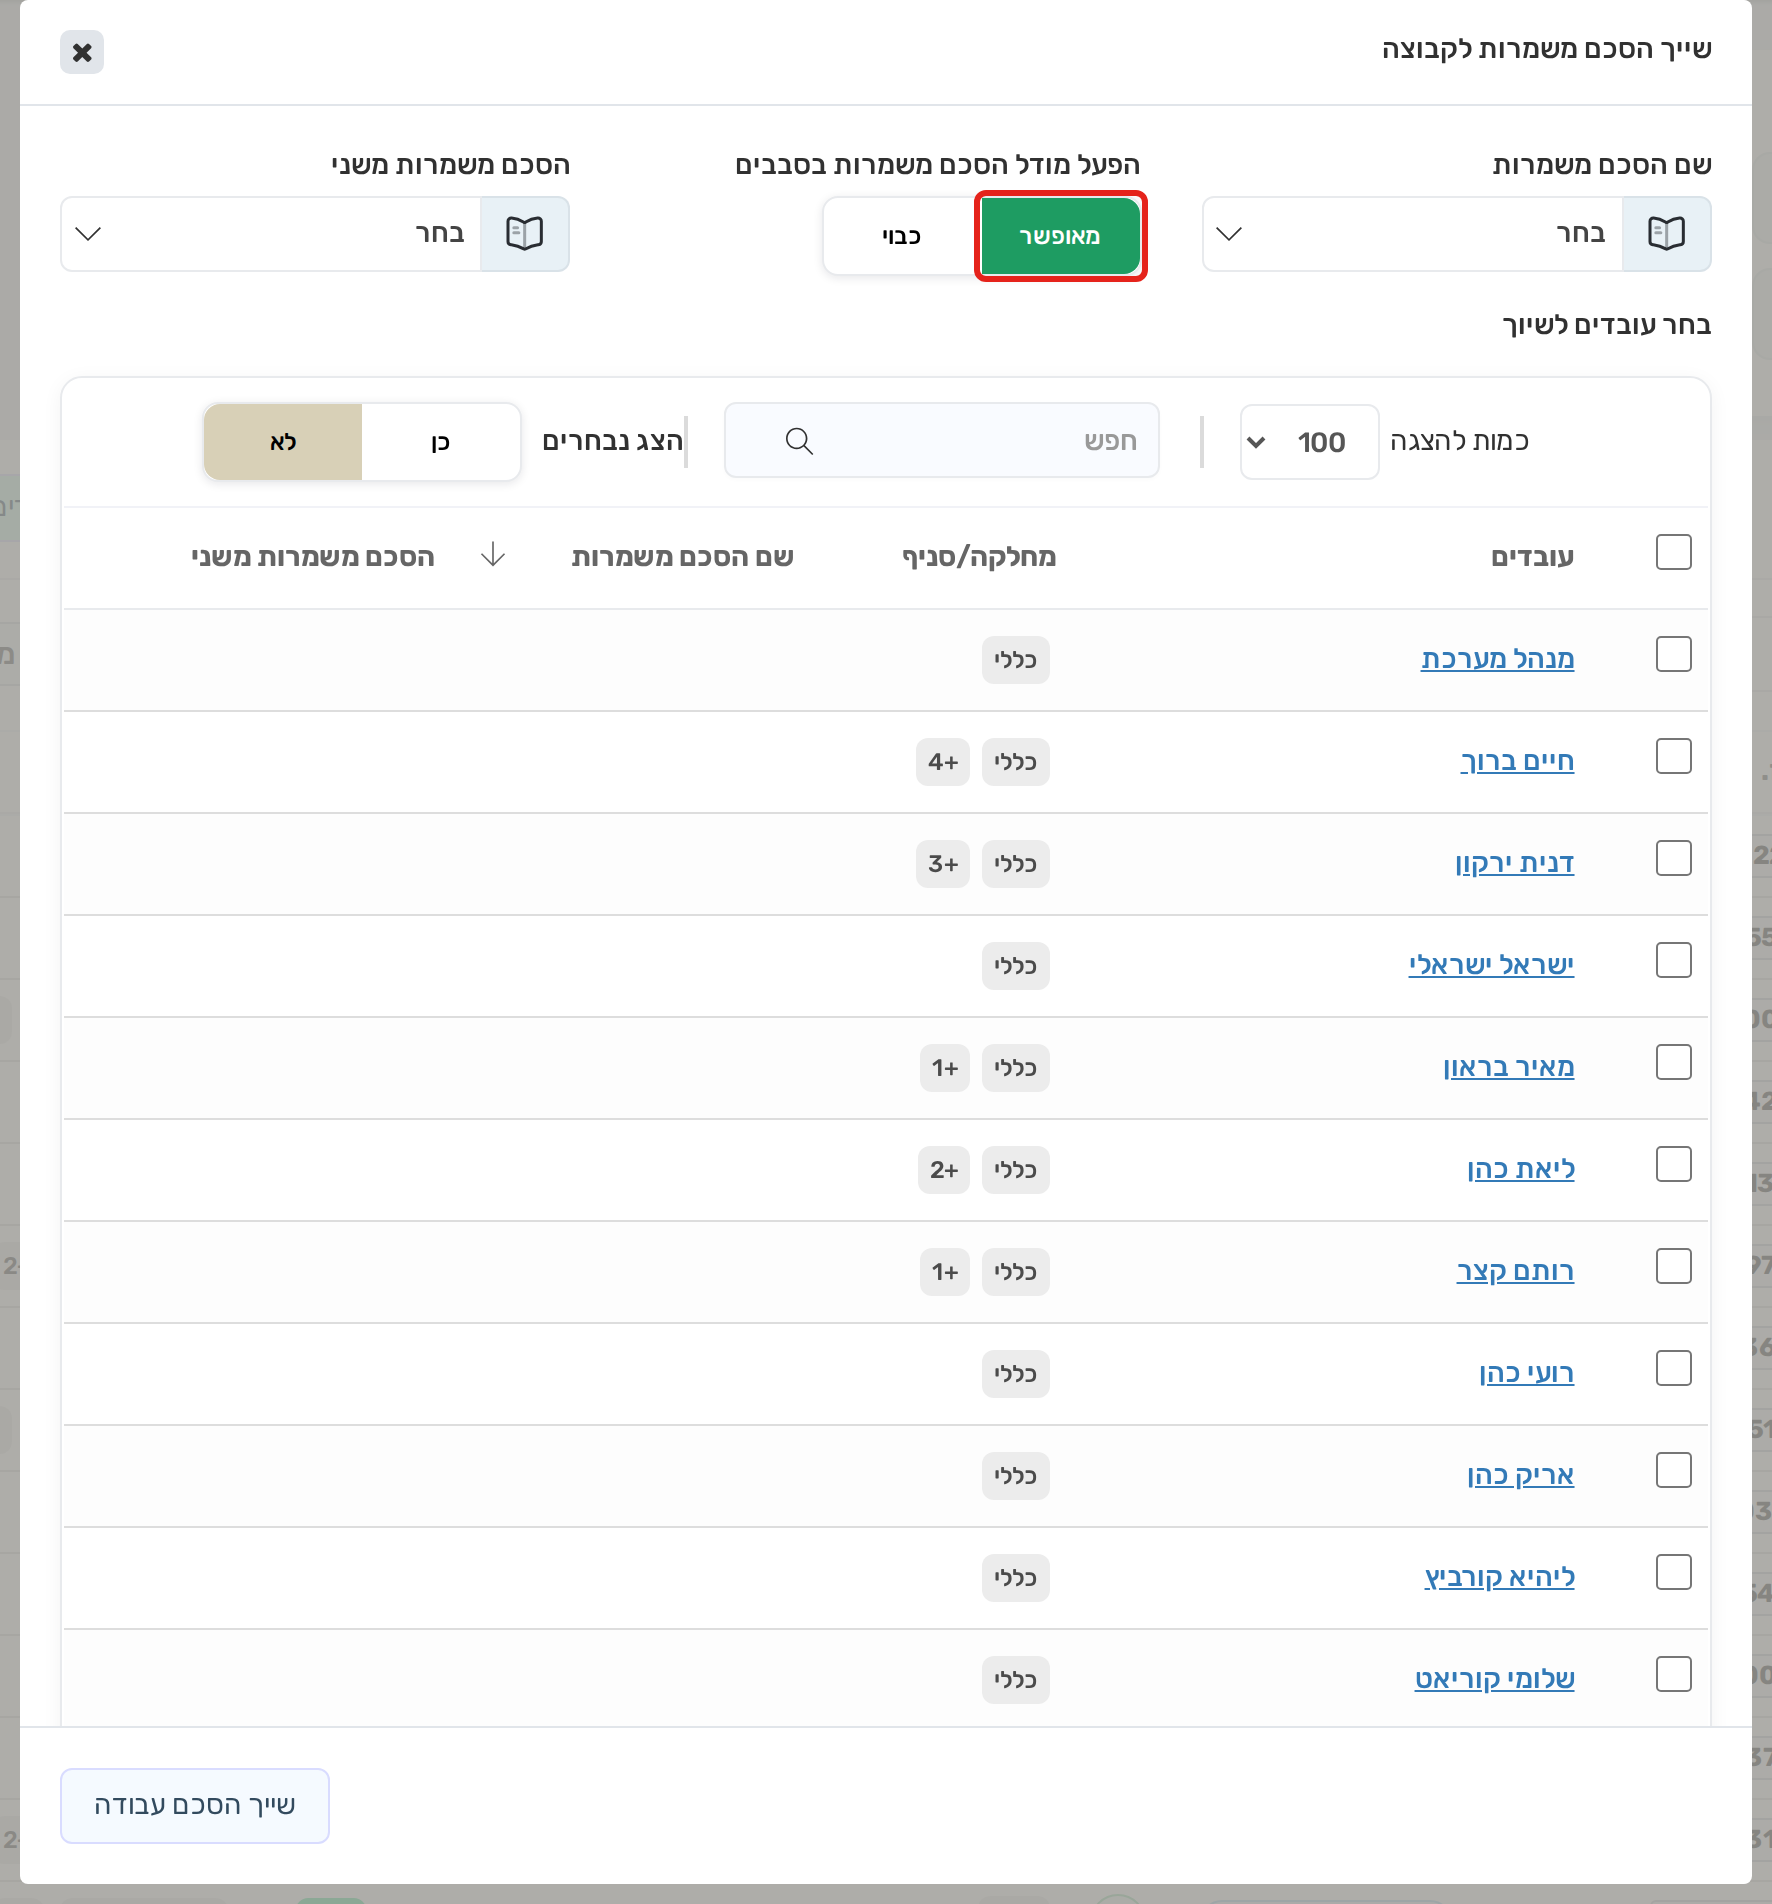 שייך הסכם משמרות לקבוצה
שם הסכם משמרות
הפעל מודל הסכם משמרות בסבבים
הסכם משמרות משני
בחר
מאופשר
כבוי
בחר
בחר עובדים לשיוך
כמות להצגה
100
חפש
הצג נבחרים
כן
לא
עובדים
מחלקה/סניף
שם הסכם משמרות
הסכם משמרות משני
מנהל מערכת
כללי
חיים ברוך
כללי
4+
דנית ירקון
כללי
3+
ישראל ישראלי
כללי
מאיר בראון
כללי
1+
ליאת כהן
כללי
2+
רותם קצר
כללי
1+
רועי כהן
כללי
אריק כהן
כללי
ליהיא קורביץ
כללי
שלומי קוריאט
כללי
שייך הסכם עבודה